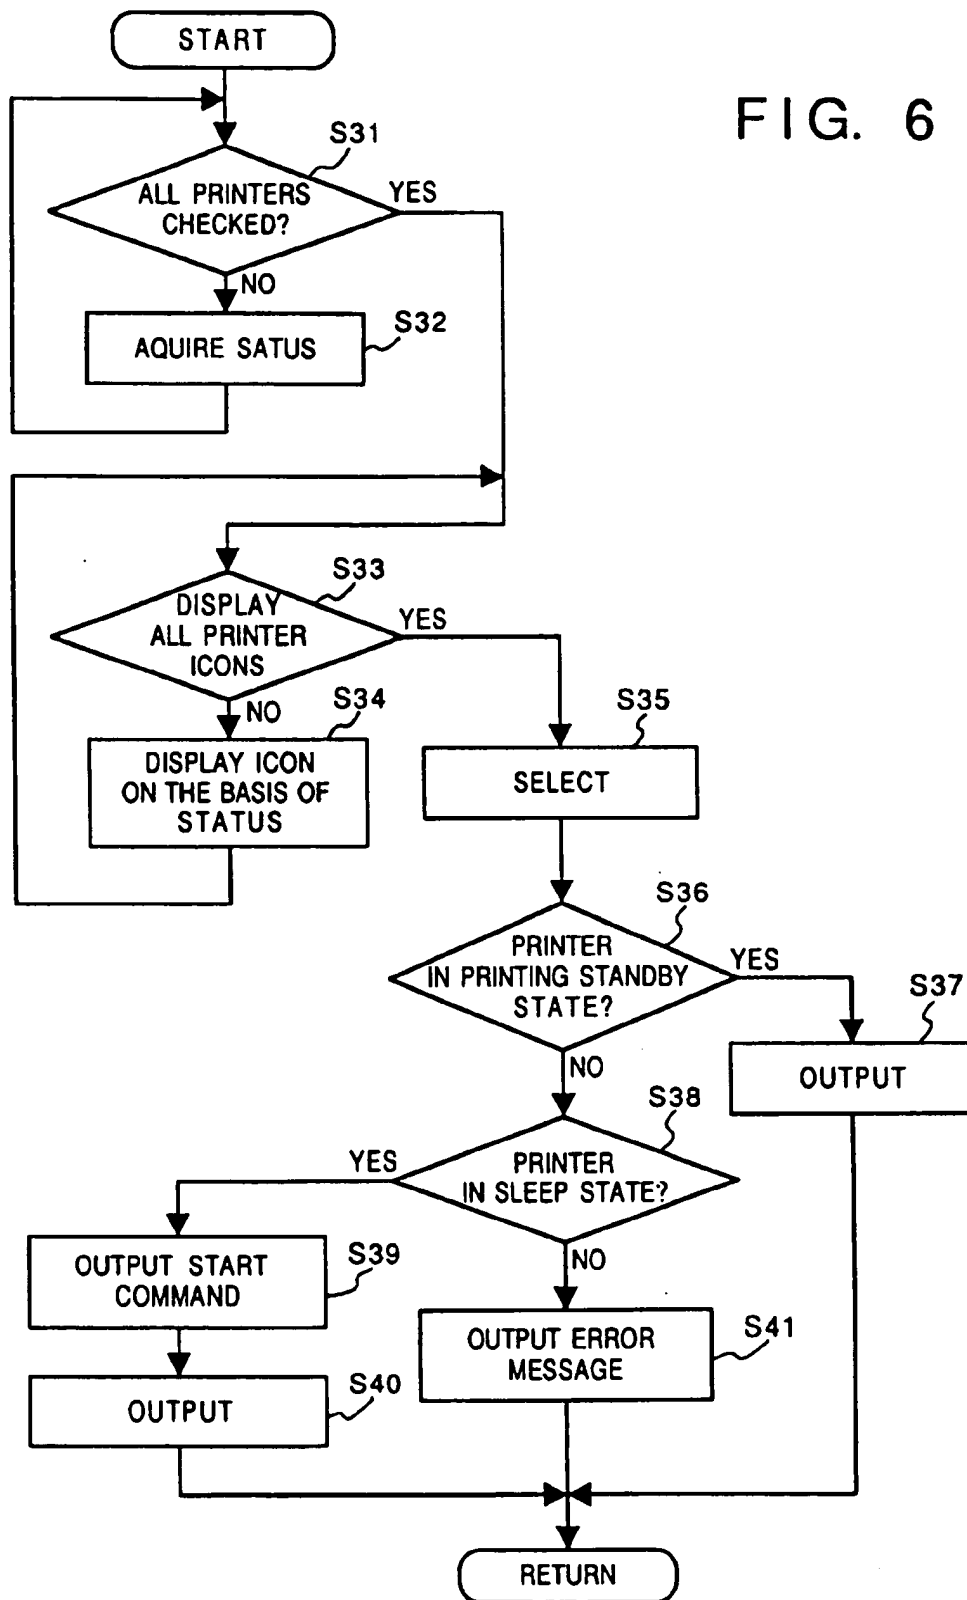 START
FIG. 6
S31
ALL PRINTERS
CHECKED?
YES
NO
S32
AQUIRE SATUS
S33
DISPLAY
ALL PRINTER
ICONS
YES
NO
S34
DISPLAY ICON
ON THE BASIS OF
STATUS
S35
SELECT
S36
PRINTER
IN PRINTING STANDBY
STATE?
YES
NO
S37
OUTPUT
S38
PRINTER
IN SLEEP STATE?
YES
NO
S39
OUTPUT START
COMMAND
S40
OUTPUT
S41
OUTPUT ERROR
MESSAGE
RETURN